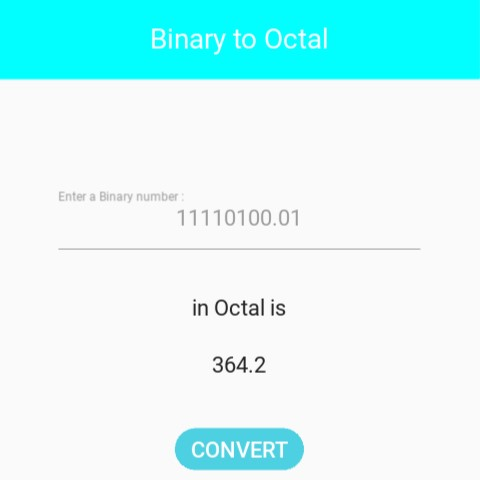 Binary to Octal
Enter a Binary number :
11110100.01
in Octal is
364.2
CONVERT